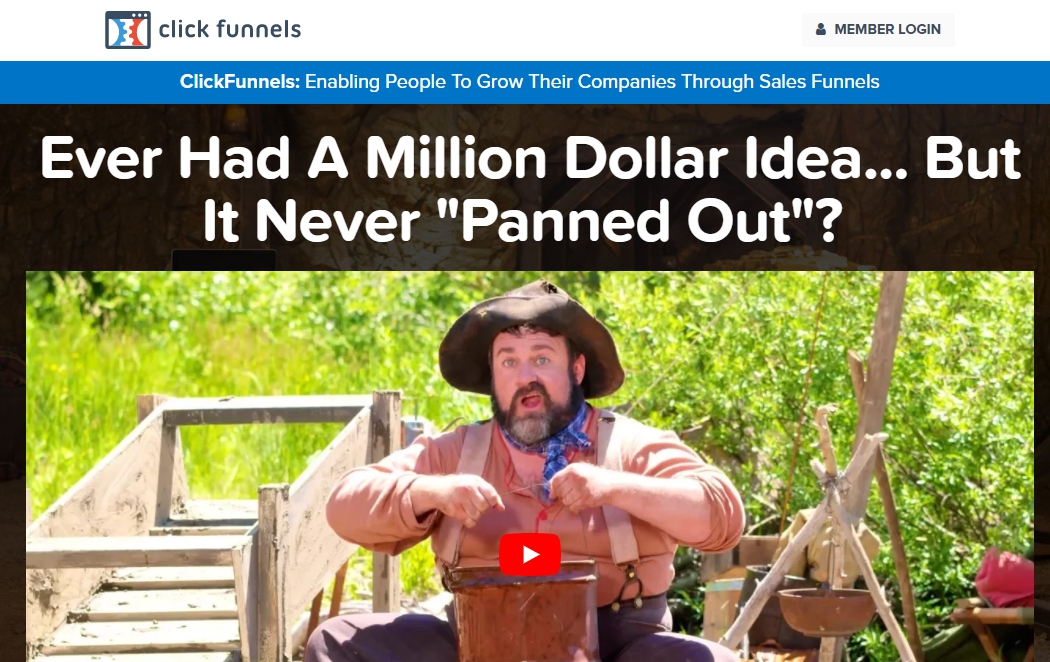 click funnels
MEMBER LOGIN
ClickFunnels: Enabling People To Grow Their Companies Through Sales Funnels
Ever Had A Million Dollar Idea... But
It Never "Panned Out"?